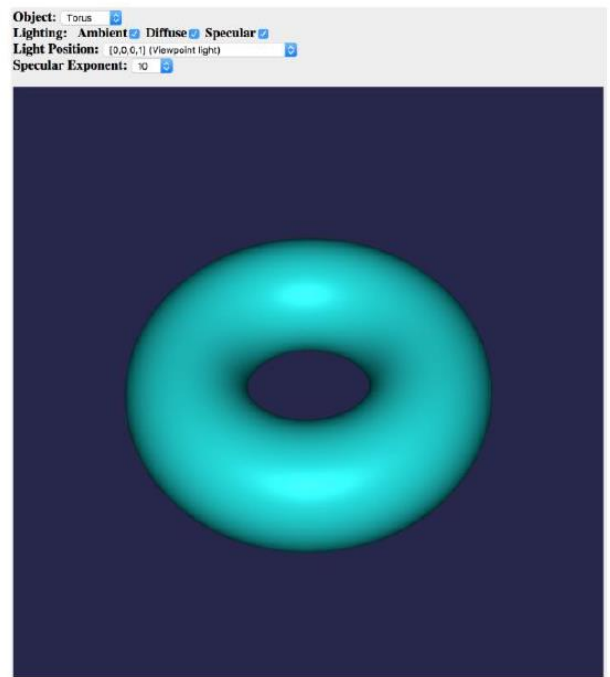 Object: Torus
Lighting: Ambient Diffuse Specular
Light Position: [0,0,0,1] (Viewpoint light)
Specular Exponent: 10